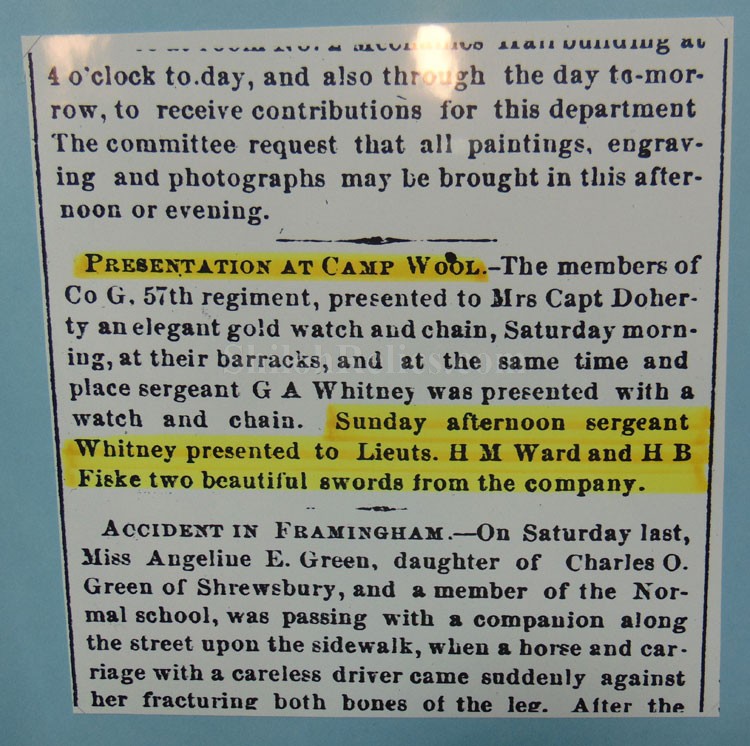 4 o'clock to.day, and also through the day to-mor-
row, to receive contributions for this department
The committee request that all paintings, engrav-
ing and photographs may be brought in this after-
noon or evening.
PRESENTATION AT CAMP WOOL.-The members of
Co G, 57th regiment, presented to Mrs Capt Doher-
ty an elegant gold watch and chain, Saturday morn-
ing, at their barracks, and at the same time and
place sergeant G A Whitney was presented with a
watch and chain. Sunday afternoon sergeant
Whitney presented to Lieuts. H M Ward and H B
Fiske two beautiful swords from the company.
ACCIDENT IN FRAMINGHAM.—On Saturday last,
Miss Angeline E. Green, daughter of Charles O.
Green of Shrewsbury, and a member of the Nor-
mal school, was passing with a companion along
the street upon the sidewalk, when a horse and car-
riage with a careless driver came suddenly against
her fracturing both bones of the leg. After the
ShilohRelics.com